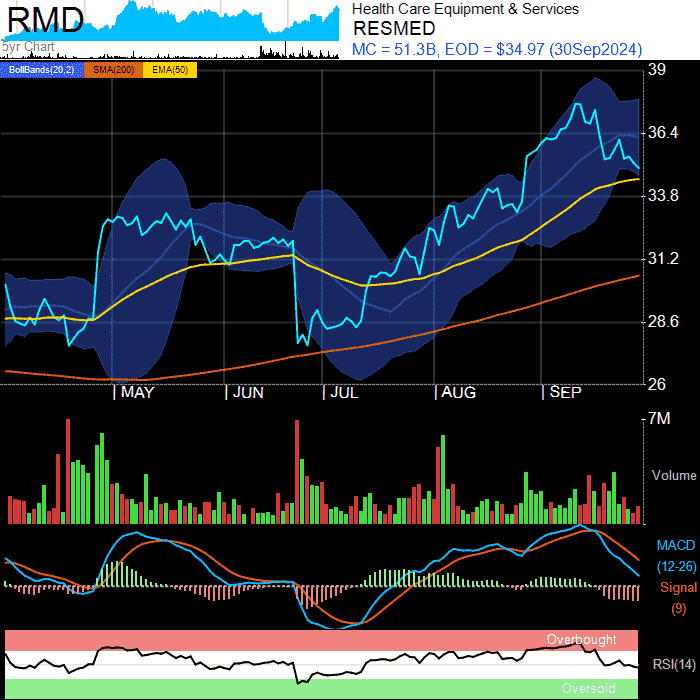 RMD
5yr Chart
Health Care Equipment & Services
RESMED
MC = 51.3B, EOD = $34.97 (30Sep2024)
BollBands(20,2) SMA(200) EMA(50)
39
36.4
33.8
31.2
28.6
26
MAY JUN JUL AUG SEP
7M
Volume
MACD
(12-26)
Signal
(9)
Overbought
RSI(14)
Oversold